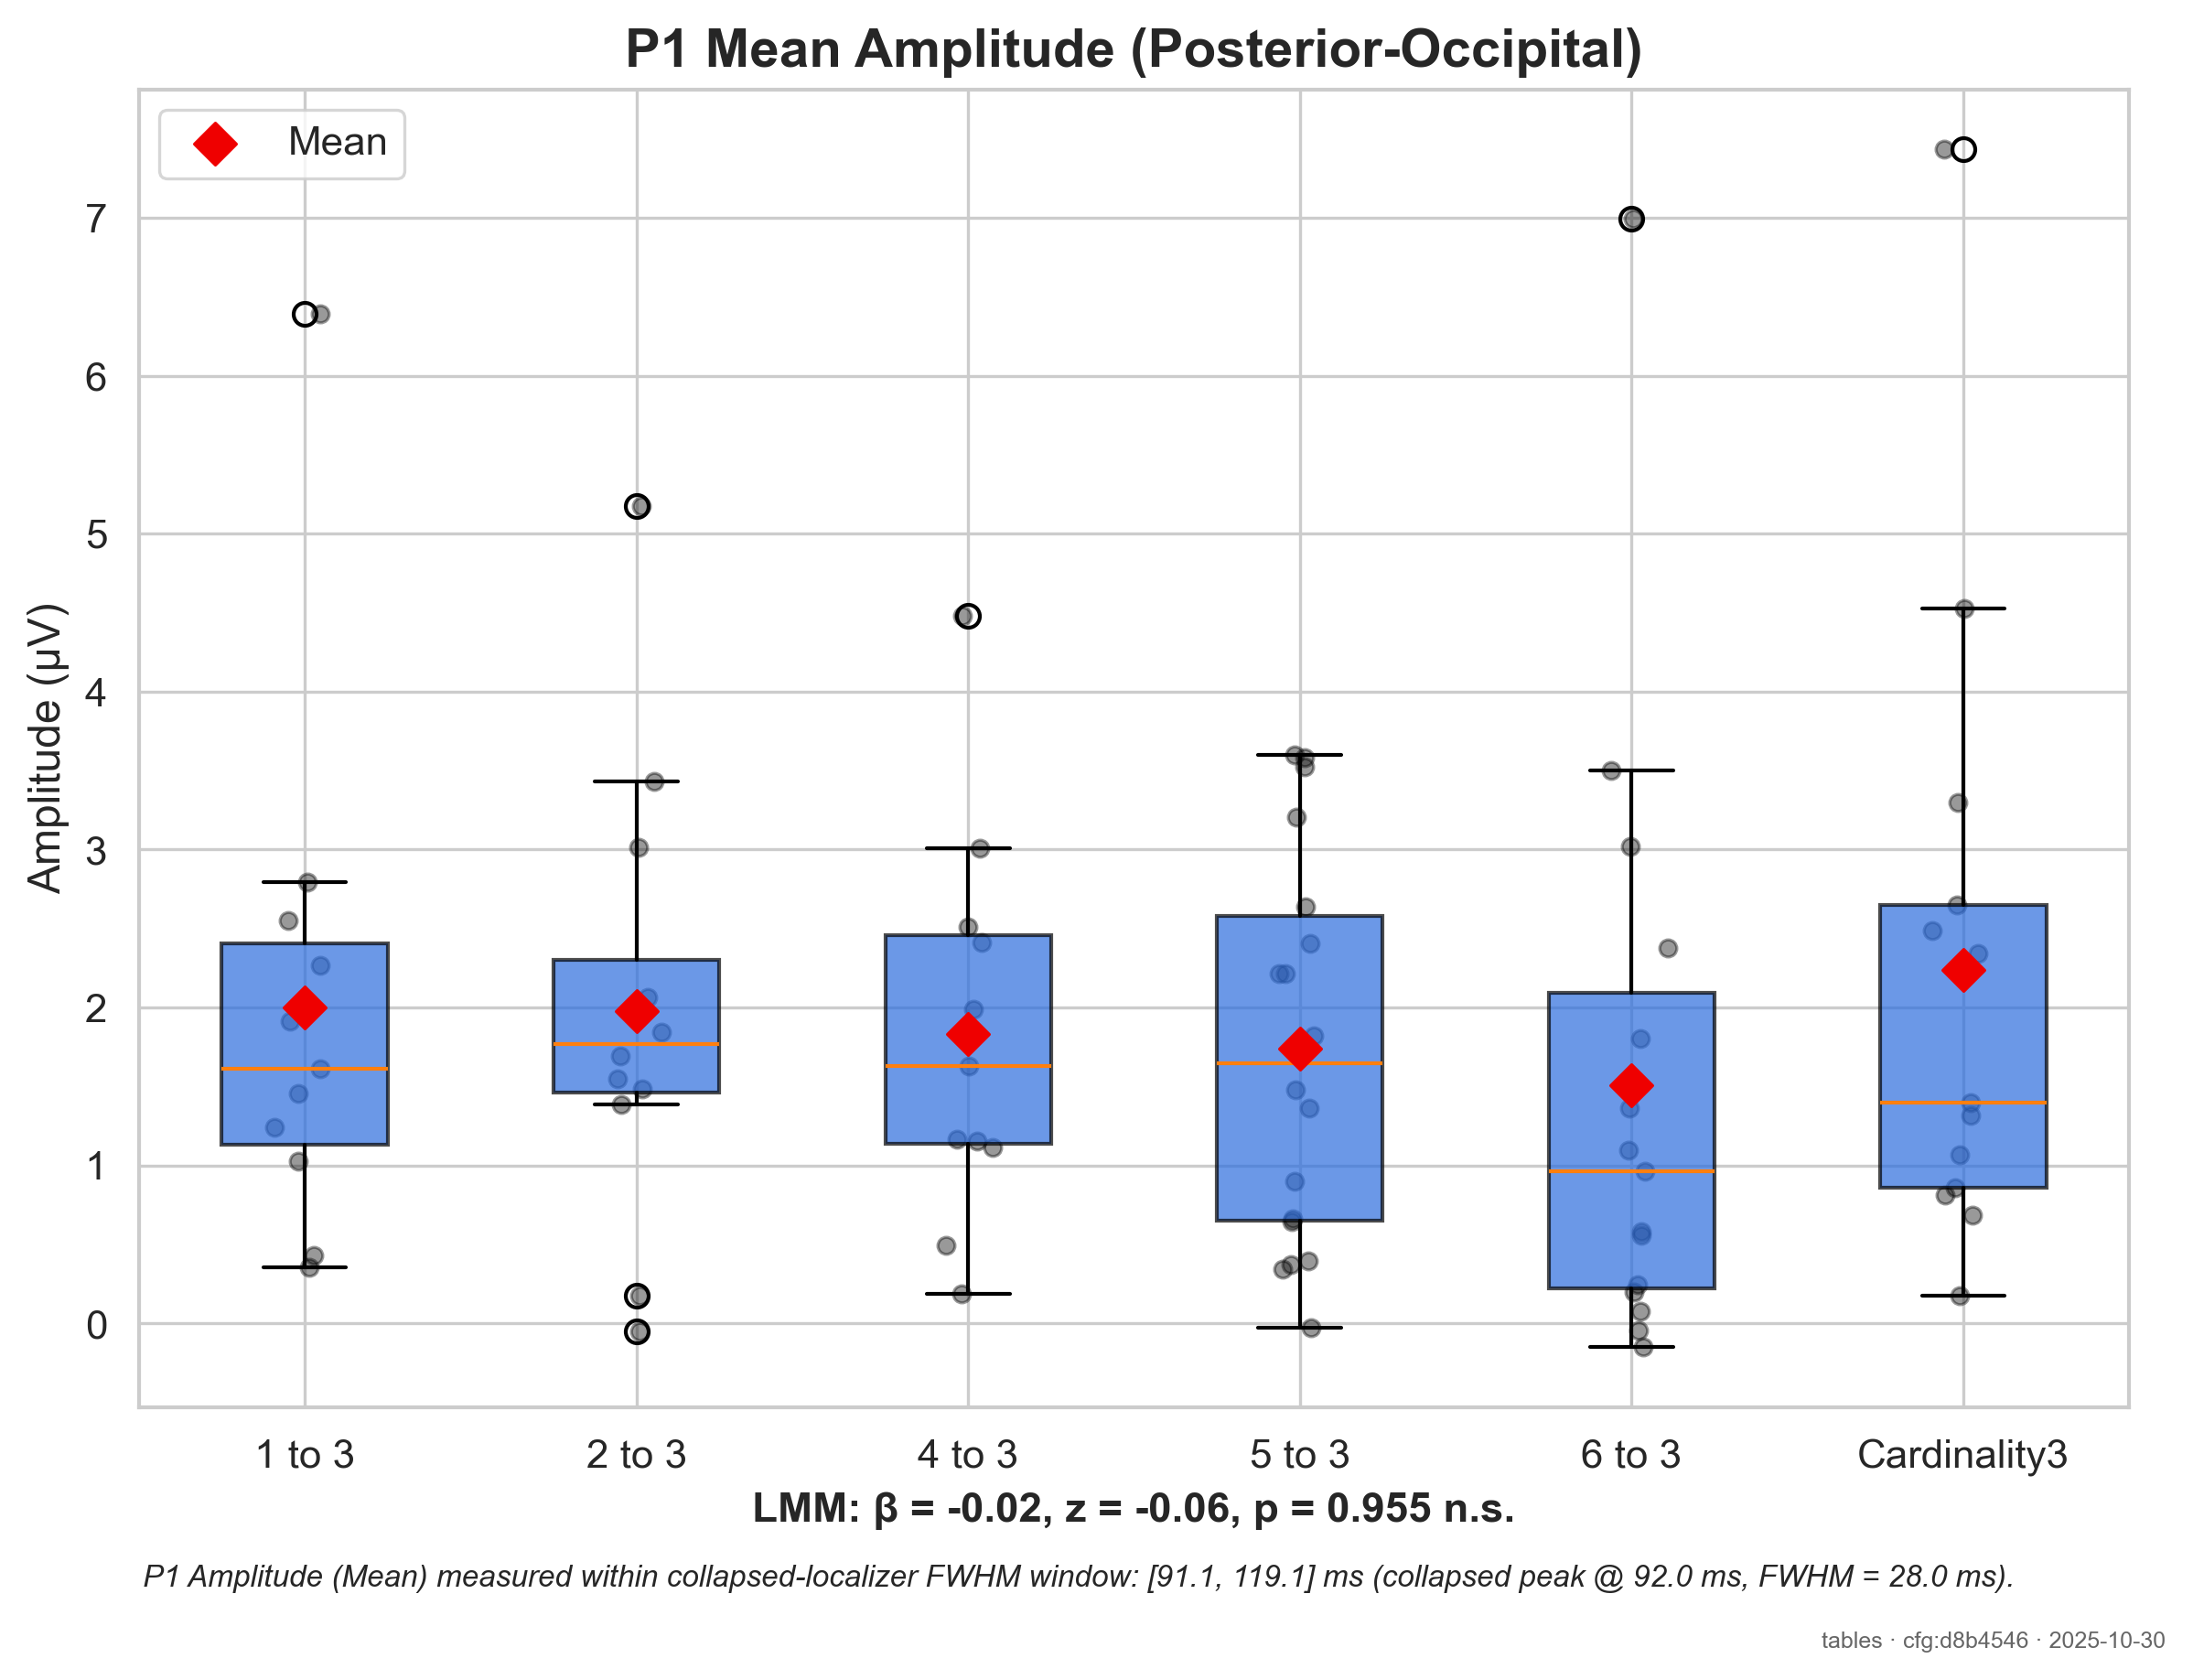 P1 Mean Amplitude (Posterior-Occipital)
Mean
7
6
5
4
3
2
1
0
Amplitude (µV)
1 to 3
2 to 3
4 to 3
5 to 3
6 to 3
Cardinality3
LMM: β = -0.02, z = -0.06, p = 0.955 n.s.
P1 Amplitude (Mean) measured within collapsed-localizer FWHM window: [91.1, 119.1] ms (collapsed peak @ 92.0 ms, FWHM = 28.0 ms).
tables · cfg:d8b4546 · 2025-10-30